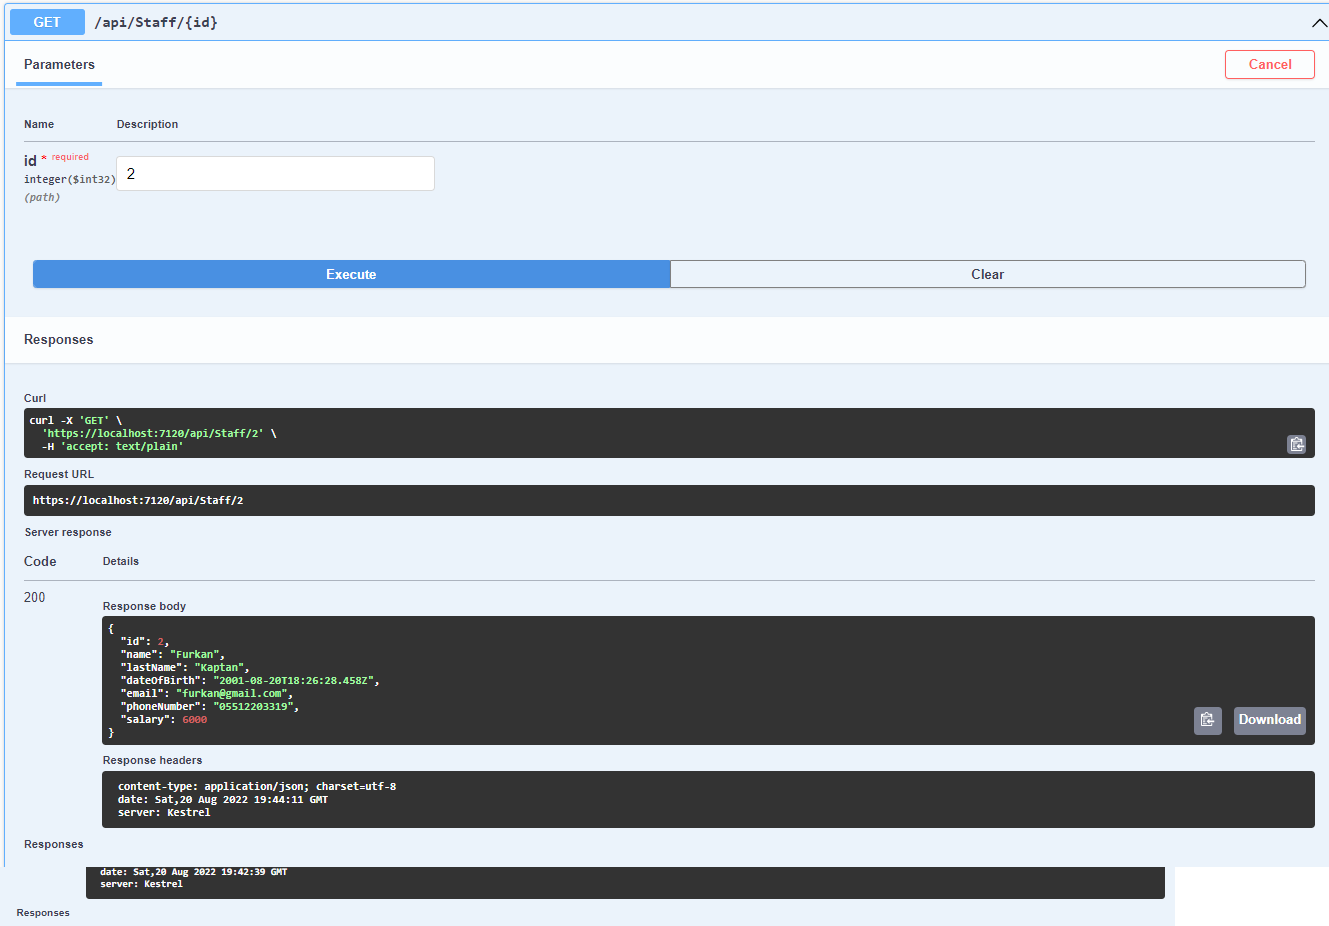 GET /api/Staff/{id}
Parameters
Cancel
Name Description
id * required
integer($int32)
(path)
2
Execute Clear
Responses
Curl
curl -X 'GET' \
'https://localhost:7120/api/Staff/2' \
-H 'accept: text/plain'
Request URL
https://localhost:7120/api/Staff/2
Server response
Code Details
200
Response body
{
"id": 2,
"name": "Furkan",
"lastName": "Kaptan",
"dateOfBirth": "2001-08-20T18:26:28.458Z",
"email": "furkan@gmail.com",
"phoneNumber": "05512203319",
"salary": 6000
}
Download
Response headers
content-type: application/json; charset=utf-8
date: Sat,20 Aug 2022 19:44:11 GMT
server: Kestrel
Responses
date: Sat,20 Aug 2022 19:42:39 GMT
server: Kestrel
Responses